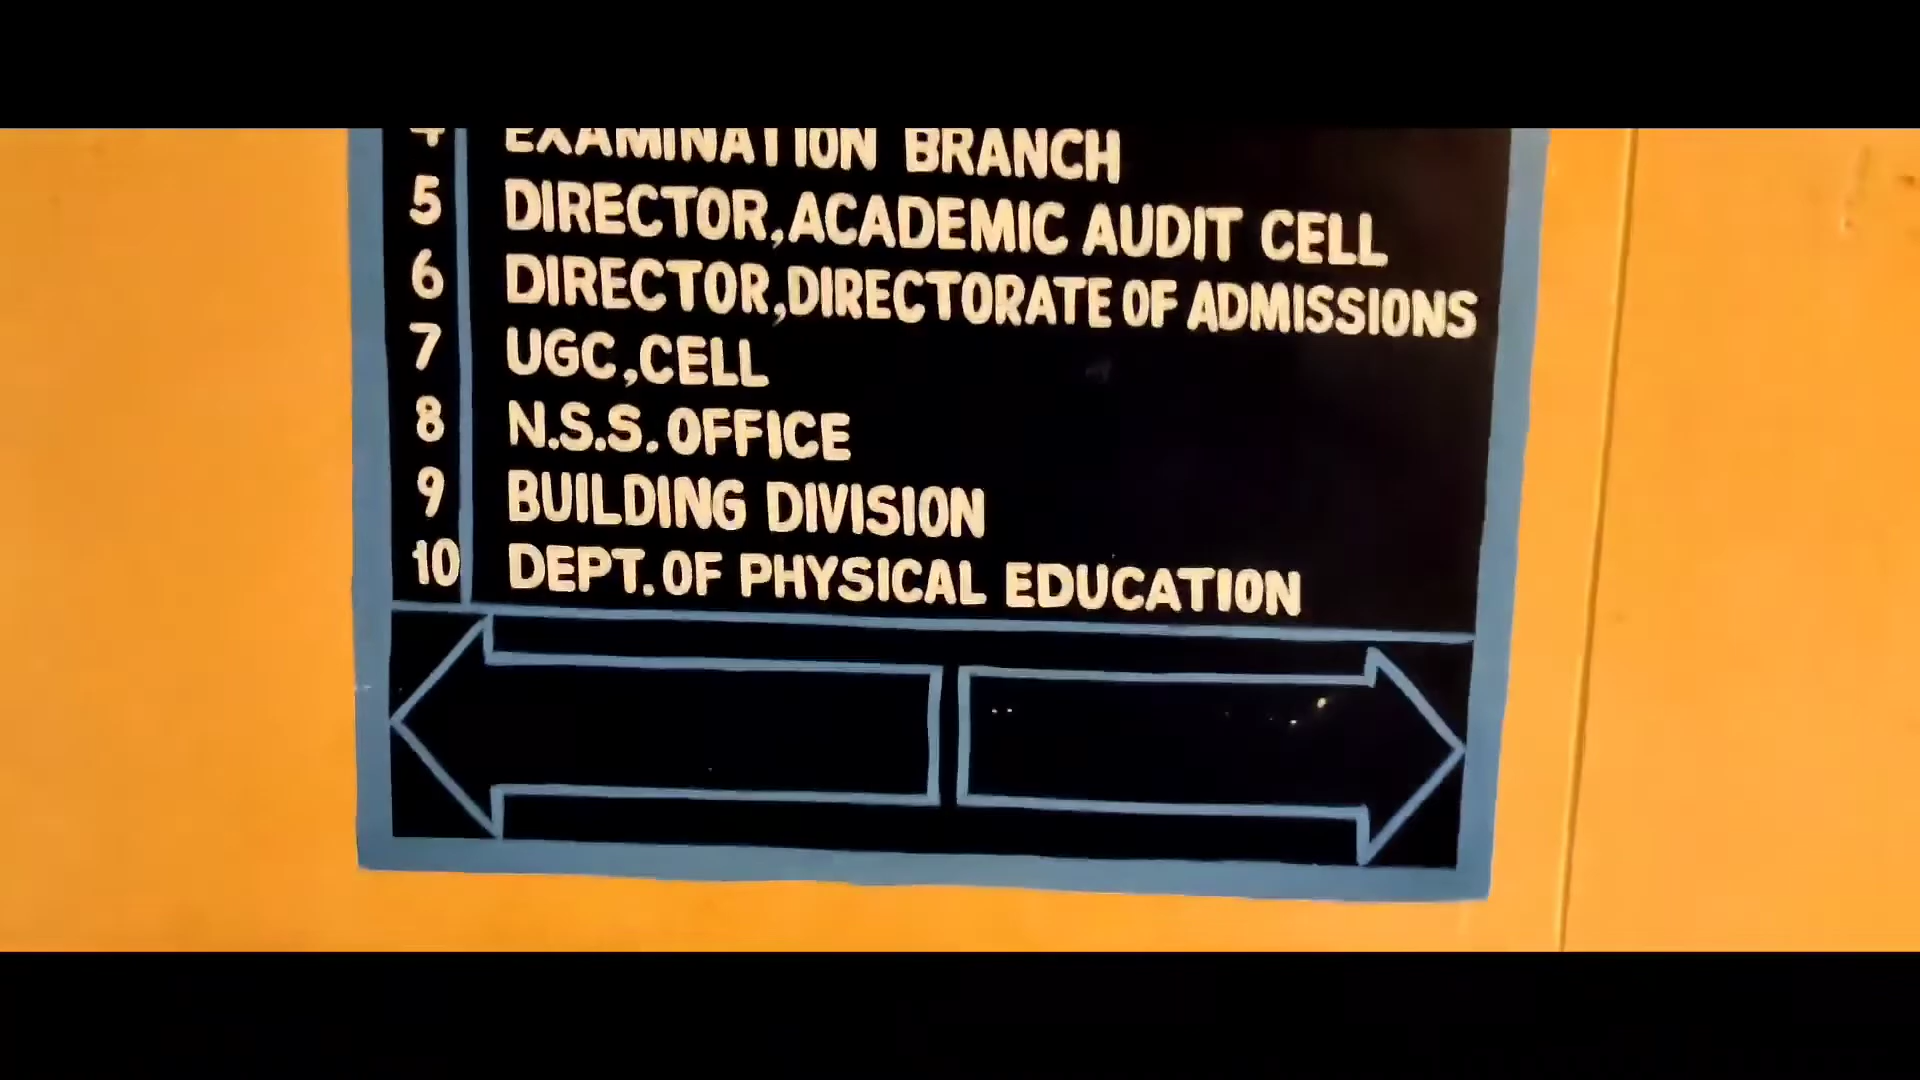 4 EXAMINATION BRANCH
5 DIRECTOR,ACADEMIC AUDIT CELL
6 DIRECTOR,DIRECTORATE OF ADMISSIONS
7 UGC,CELL
8 N.S.S. OFFICE
9 BUILDING DIVISION
10 DEPT. OF PHYSICAL EDUCATION